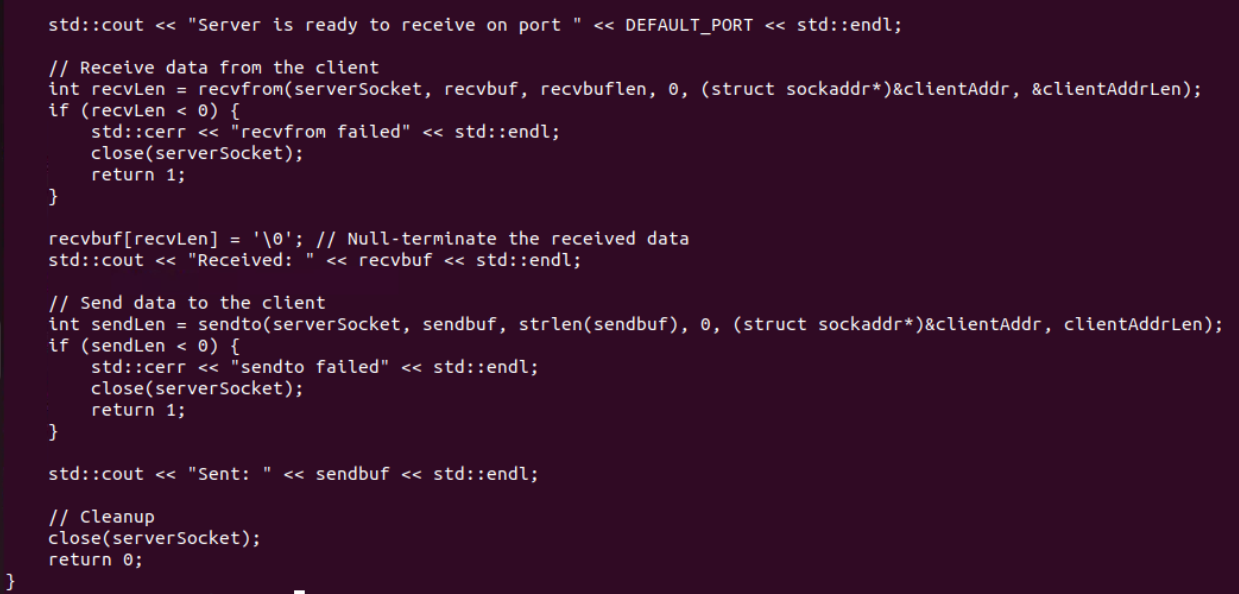 std::cout << "Server is ready to receive on port " << DEFAULT_PORT << std::endl;
// Receive data from the client
int recvLen = recvfrom(serverSocket, recvbuf, recvbuflen, 0, (struct sockaddr*)&clientAddr, &clientAddrLen);
if (recvLen < 0) {
std::cerr << "recvfrom failed" << std::endl;
close(serverSocket);
return 1;
}
recvbuf[recvLen] = '\0'; // Null-terminate the received data
std::cout << "Received: " << recvbuf << std::endl;
// Send data to the client
int sendLen = sendto(serverSocket, sendbuf, strlen(sendbuf), 0, (struct sockaddr*)&clientAddr, clientAddrLen);
if (sendLen < 0) {
std::cerr << "sendto failed" << std::endl;
close(serverSocket);
return 1;
}
std::cout << "Sent: " << sendbuf << std::endl;
// Cleanup
close(serverSocket);
return 0;
}